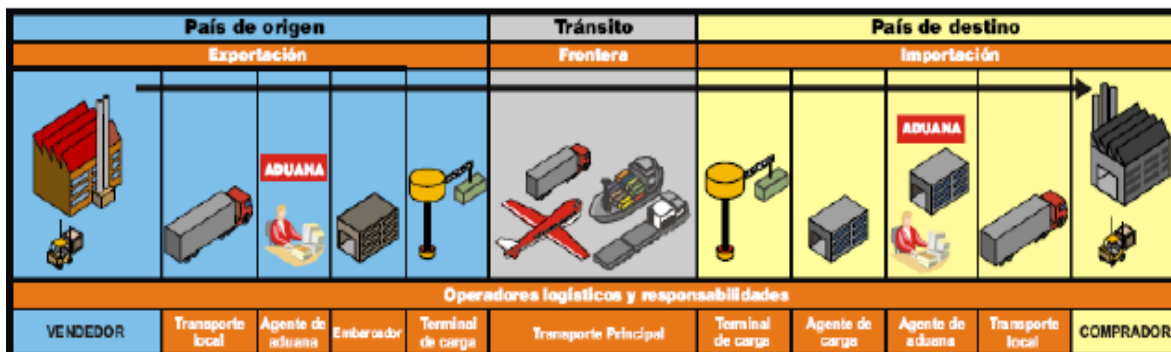 País de origen
Tránsito
País de destino
Exportación
Frontera
Importación
ADUANA
ADUANA
Operadores logísticos y responsabilidades
VENDEDOR
Transporte local
Agente de aduana
Embarcador
Terminal de carga
Transporte Principal
Terminal de carga
Agente de carga
Agente de aduana
Transporte local
COMPRADOR